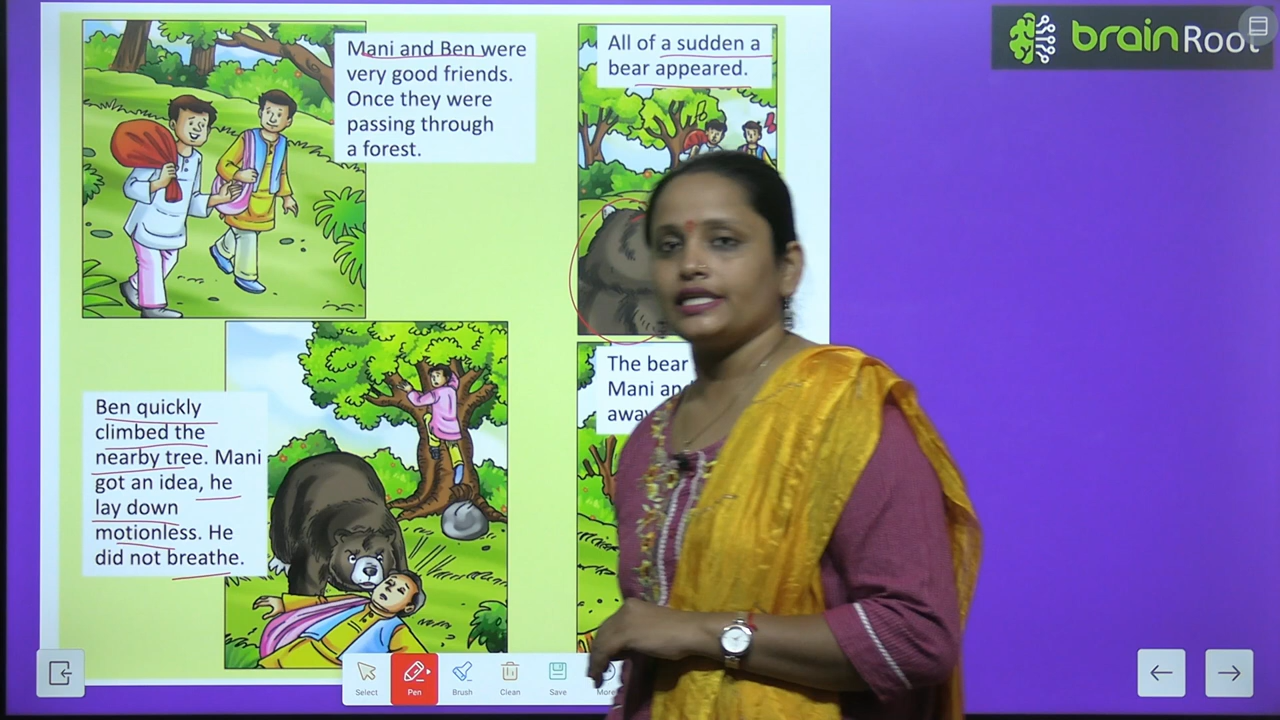 Mani and Ben were
very good friends.
Once they were
passing through
a forest.
All of a sudden a
bear appeared.
Ben quickly
climbed the
nearby tree. Mani
got an idea, he
lay down
motionless. He
did not breathe.
The bear
Mani
brainRoot
Select
Pen
Brush
Clean
Save
More